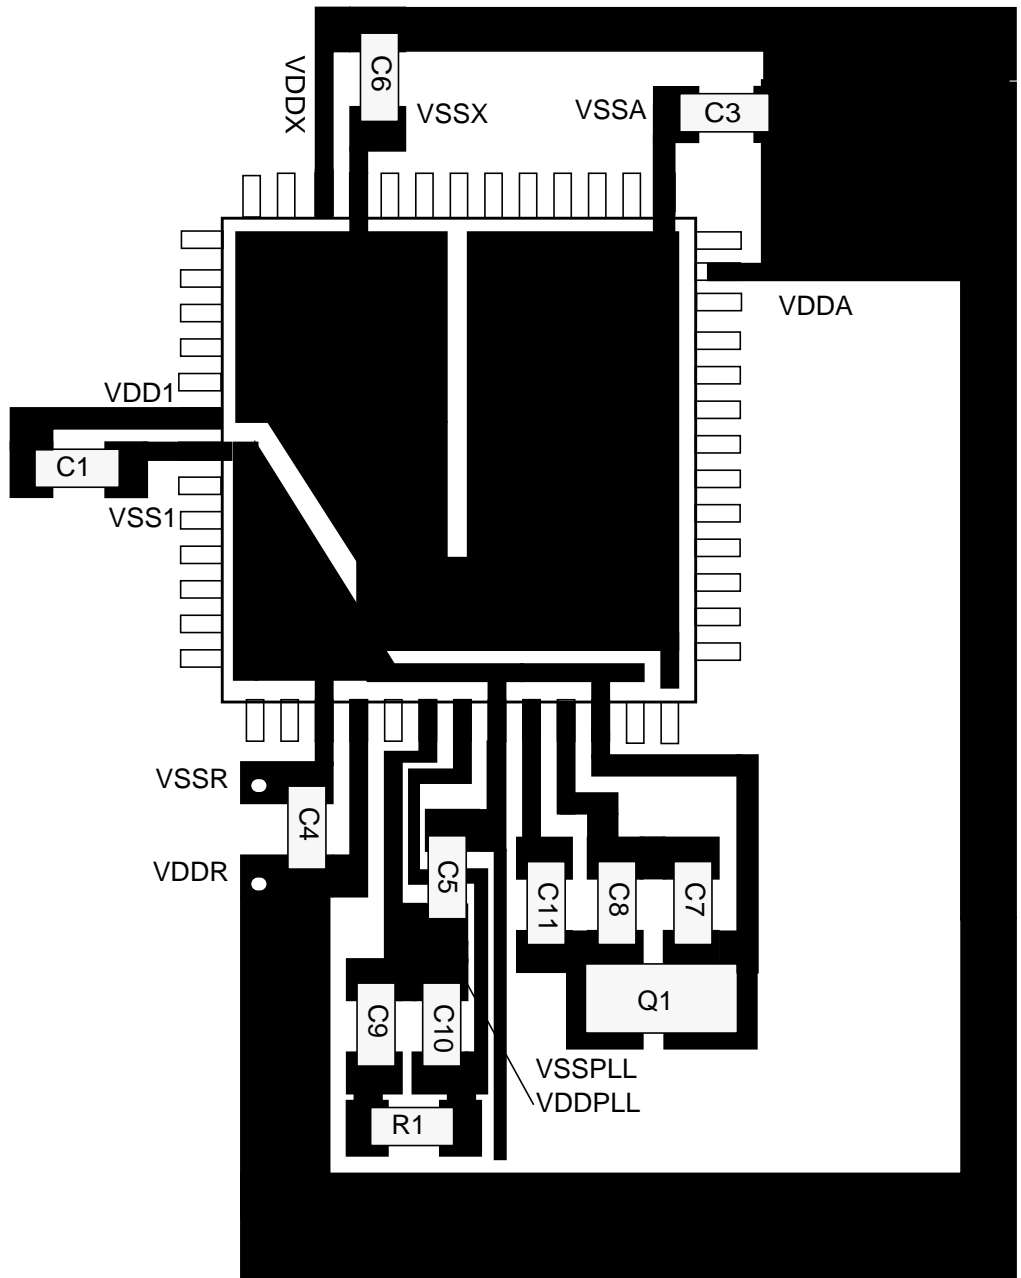 VDDX
C6
VSSX
VSSA
C3
VDDA
VDD1
C1
VSS1
VSSR
C4
VDDR
C5
C11
C8
C7
Q1
C9
C10
VSSPLL
VDDPLL
R1